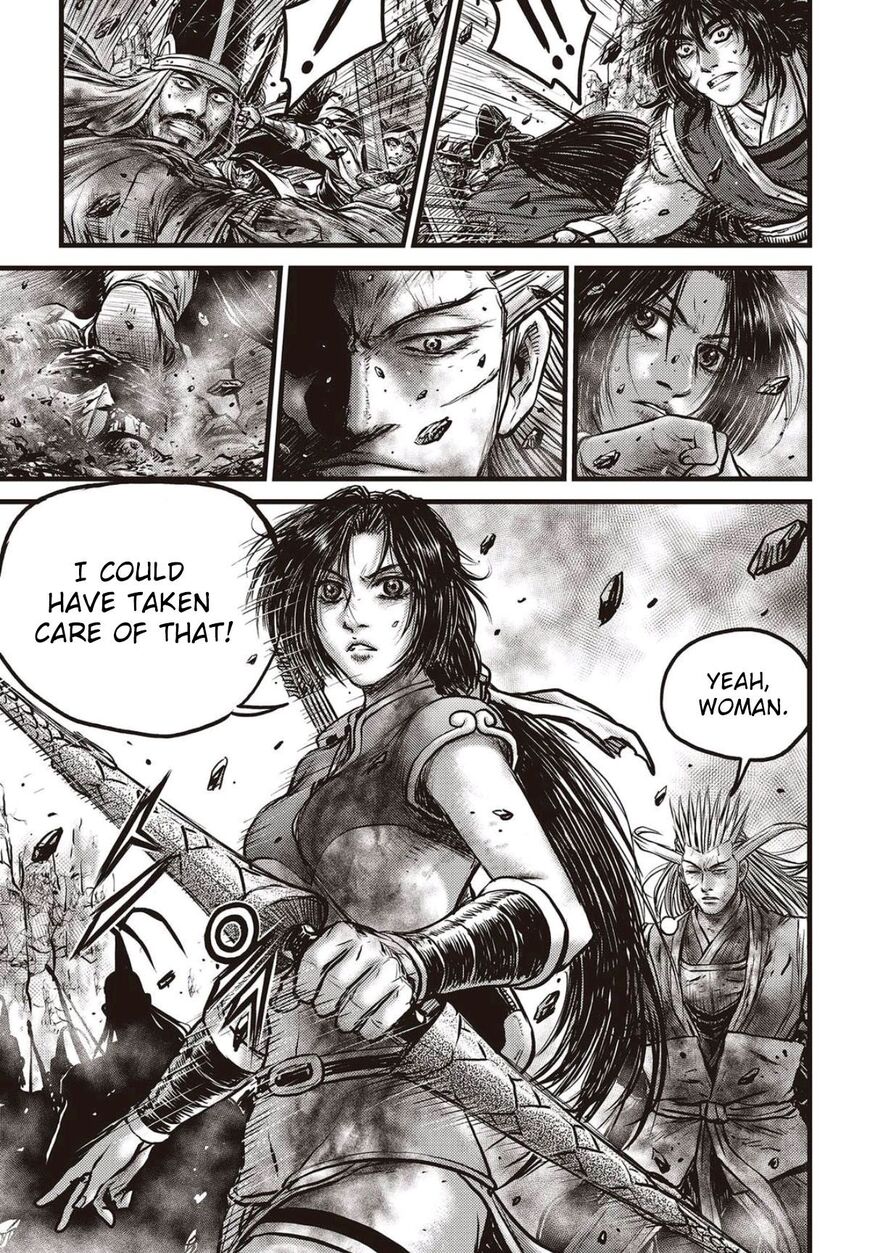 !!
!!
I COULD
HAVE TAKEN
CARE OF THAT!
YEAH,
WOMAN.